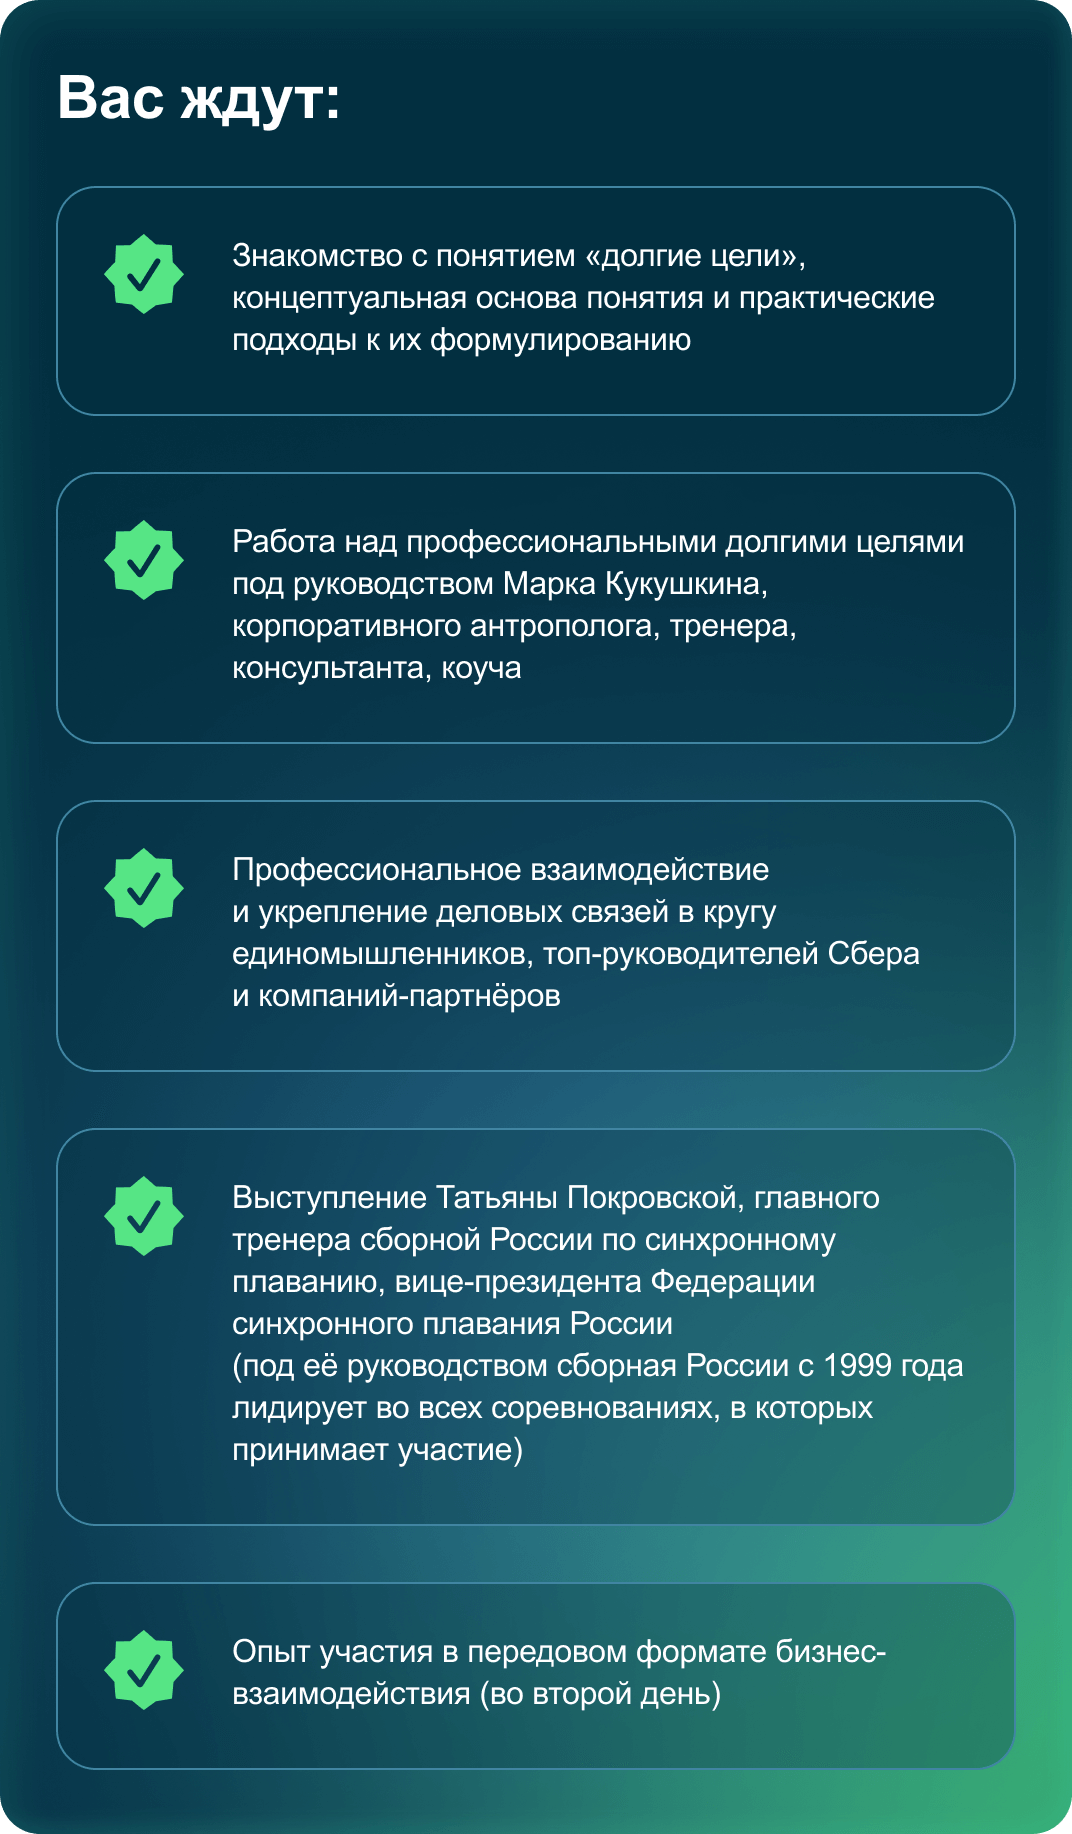 Вас ждут:
Знакомство с понятием «долгие цели»,
концептуальная основа понятия и практические
подходы к их формулированию
Работа над профессиональными долгими целями
под руководством Марка Кукушкина,
корпоративного антрополога, тренера,
консультанта, коуча
Профессиональное взаимодействие
и укрепление деловых связей в кругу
единомышленников, топ-руководителей Сбера
и компаний-партнёров
Выступление Татьяны Покровской, главного
тренера сборной России по синхронному
плаванию, вице-президента Федерации
синхронного плавания России
(под её руководством сборная России с 1999 года
лидирует во всех соревнованиях, в которых
принимает участие)
Опыт участия в передовом формате бизнес-
взаимодействия (во второй день)